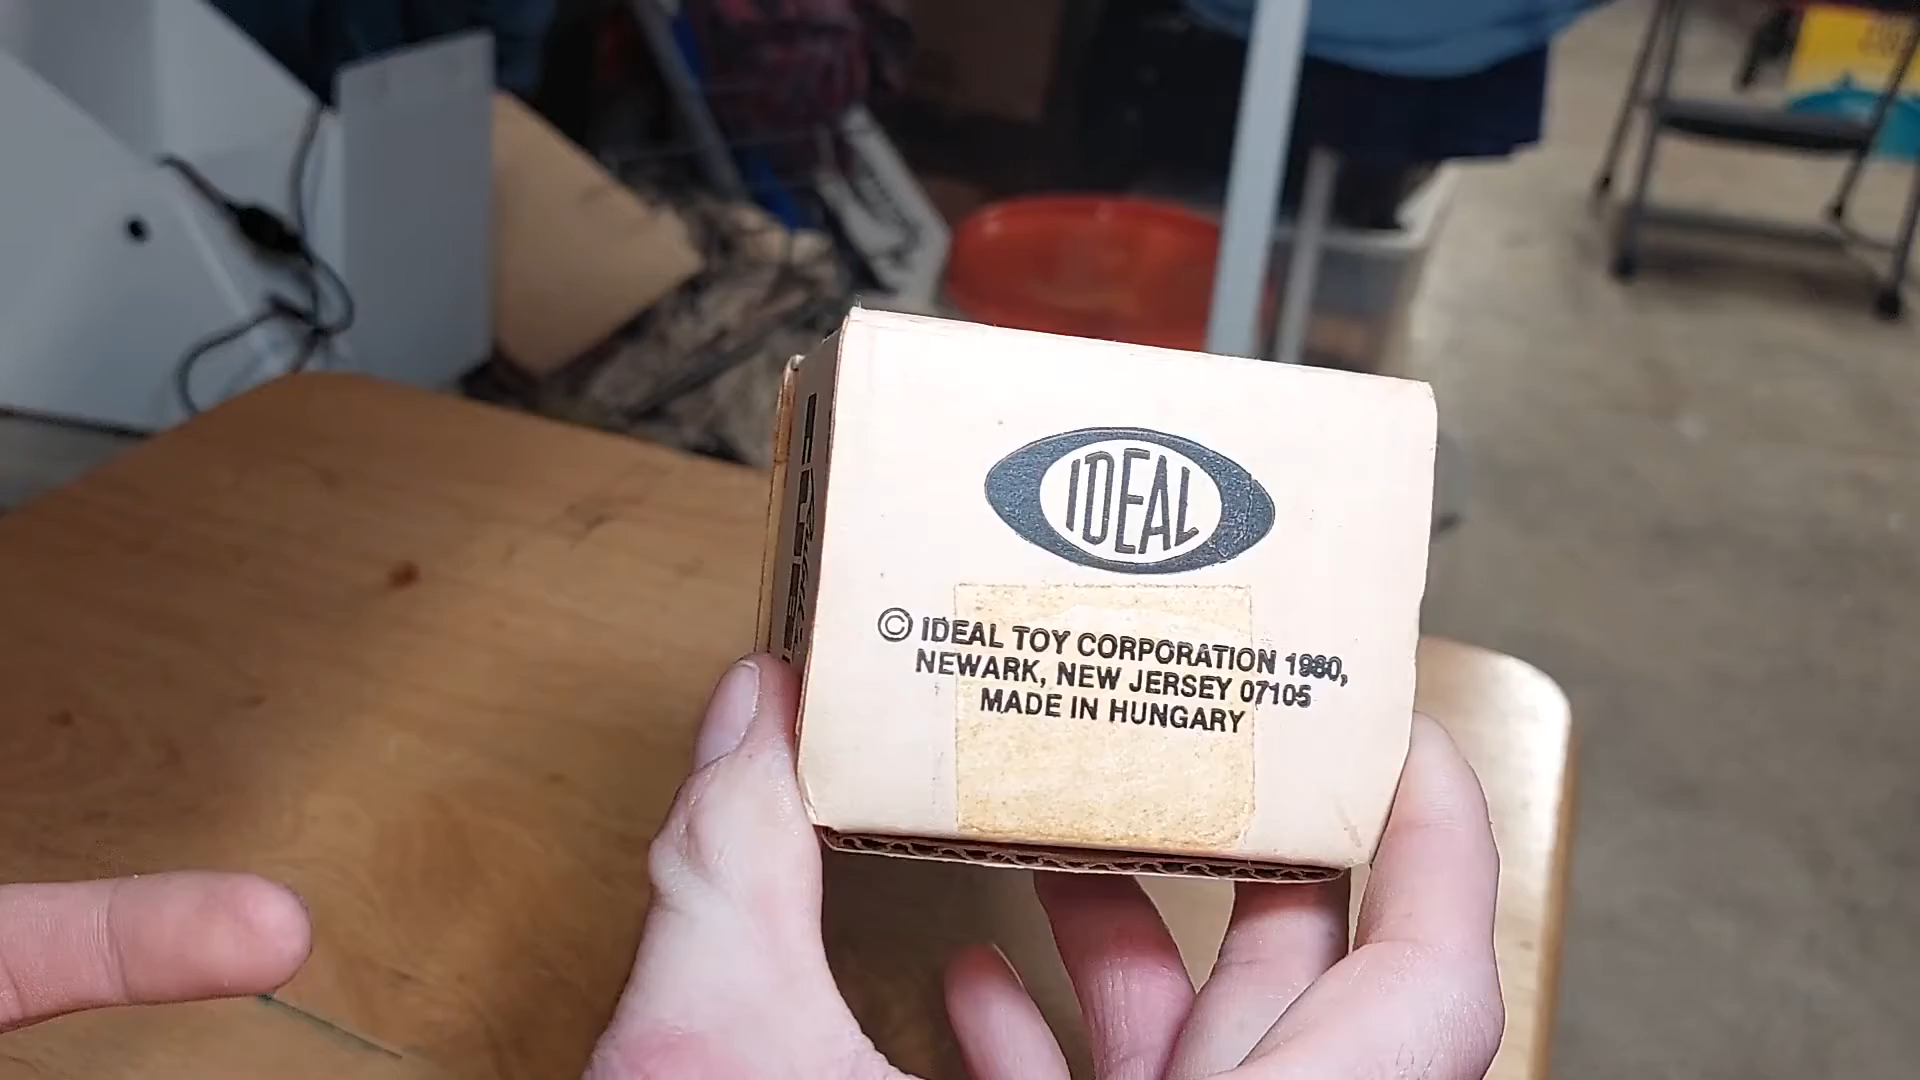 IDEAL
© IDEAL TOY CORPORATION 1980,
NEWARK, NEW JERSEY 07105
MADE IN HUNGARY